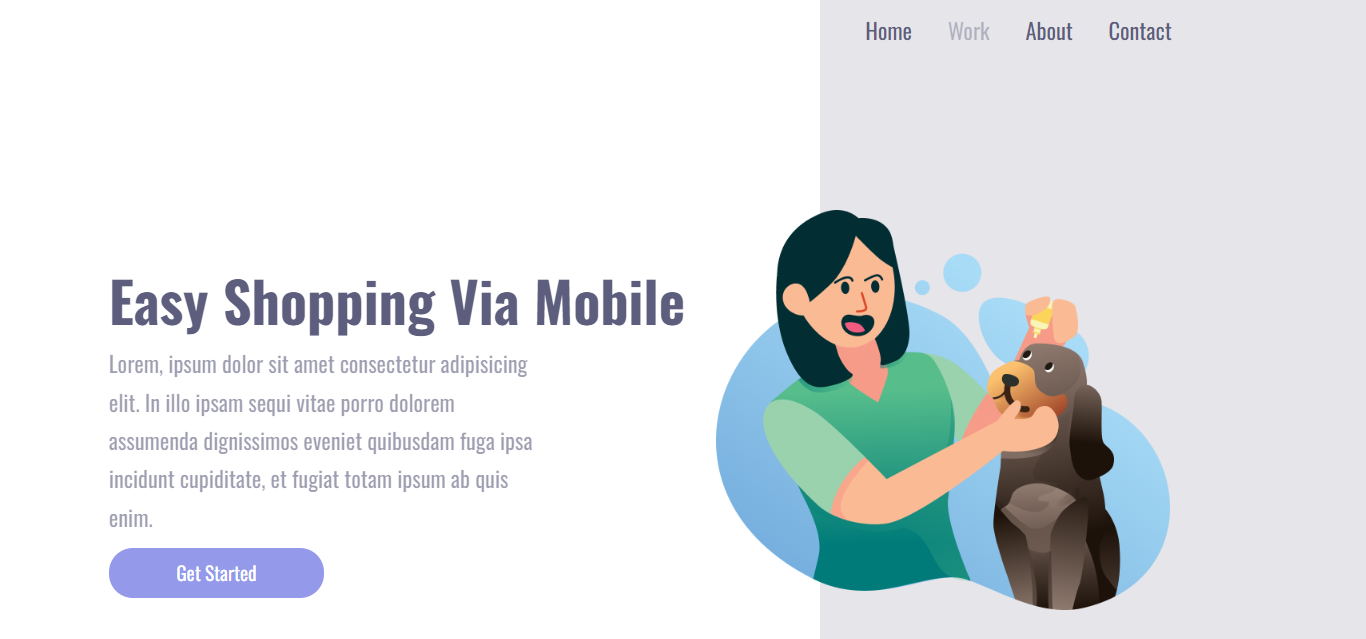 Home Work About Contact
Easy Shopping Via Mobile
Lorem, ipsum dolor sit amet consectetur adipisicing
elit. In illo ipsam sequi vitae porro dolorem
assumenda dignissimos eveniet quibusdam fuga ipsa
incidunt cupiditate, et fugiat totam ipsum ab quis
enim.
Get Started